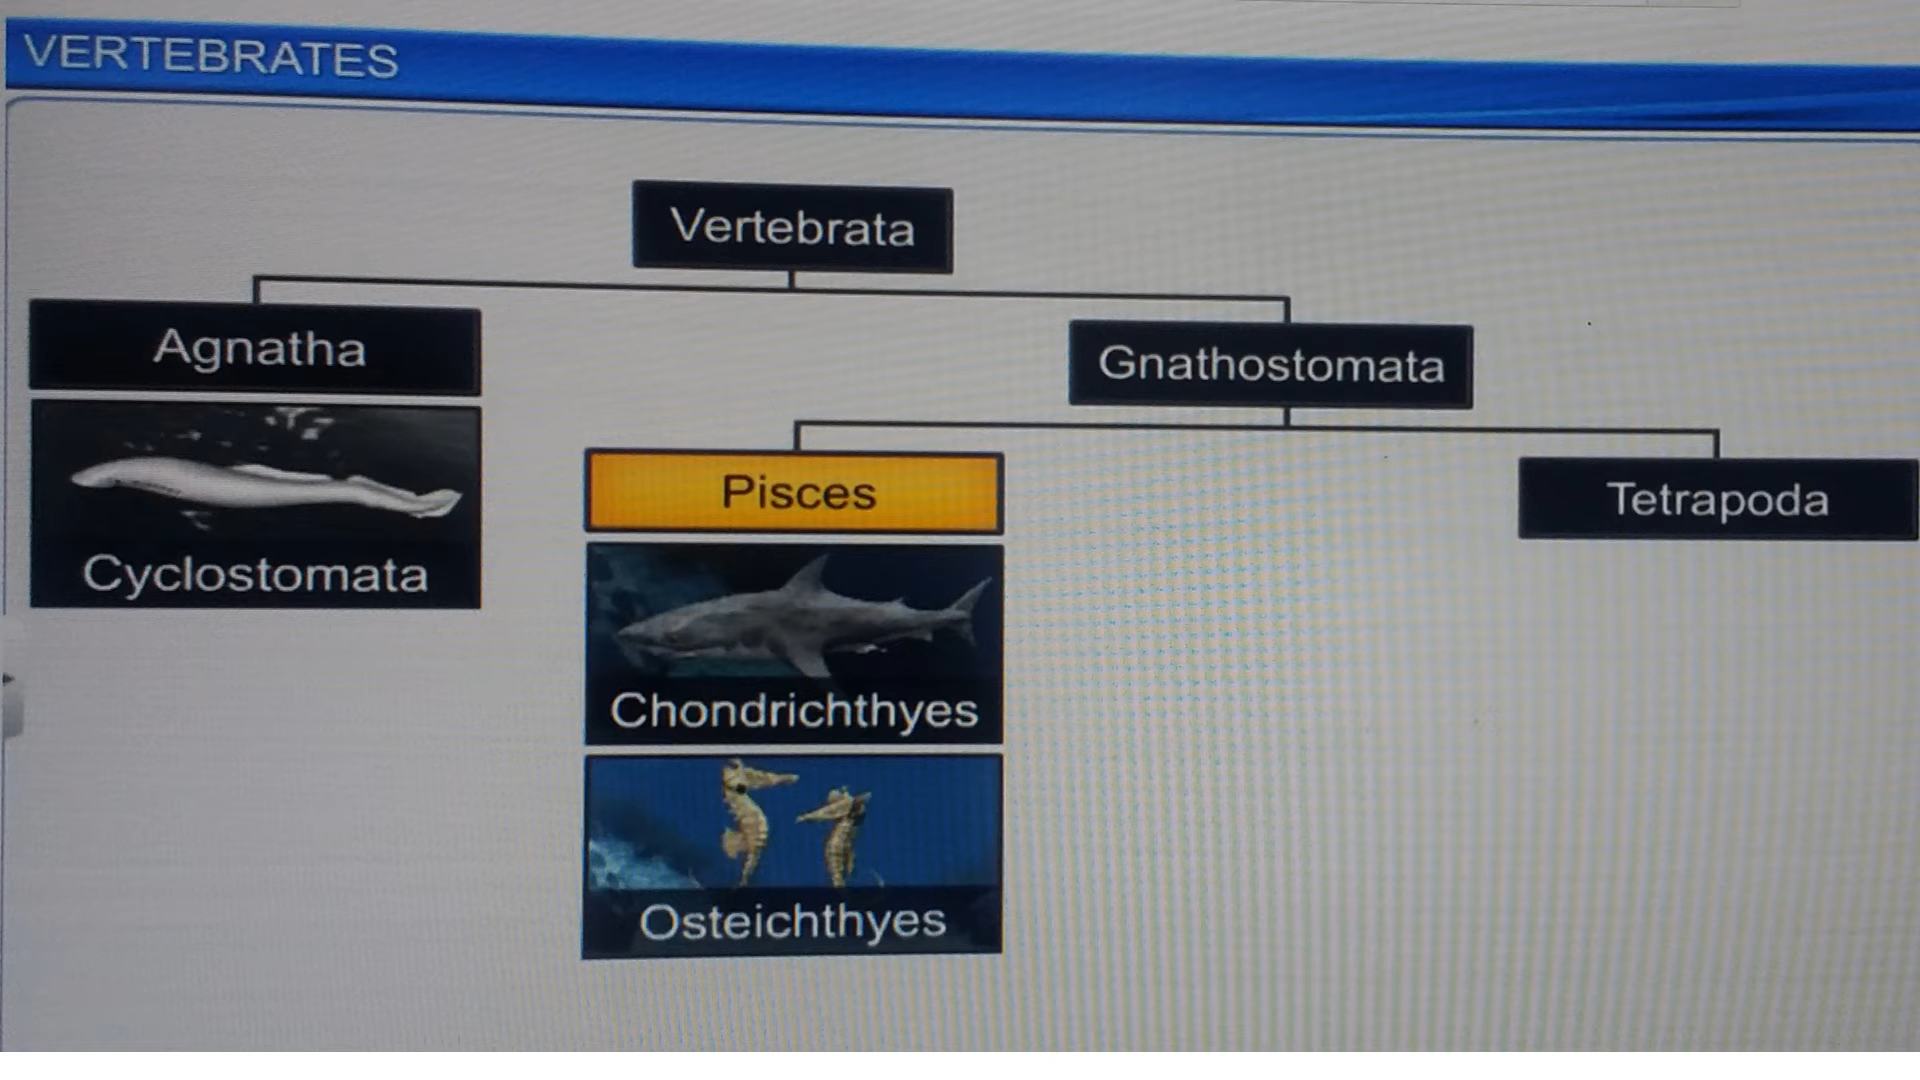 VERTEBRATES
Vertebrata
Agnatha
Gnathostomata
Cyclostomata
Pisces
Tetrapoda
Chondrichthyes
Osteichthyes